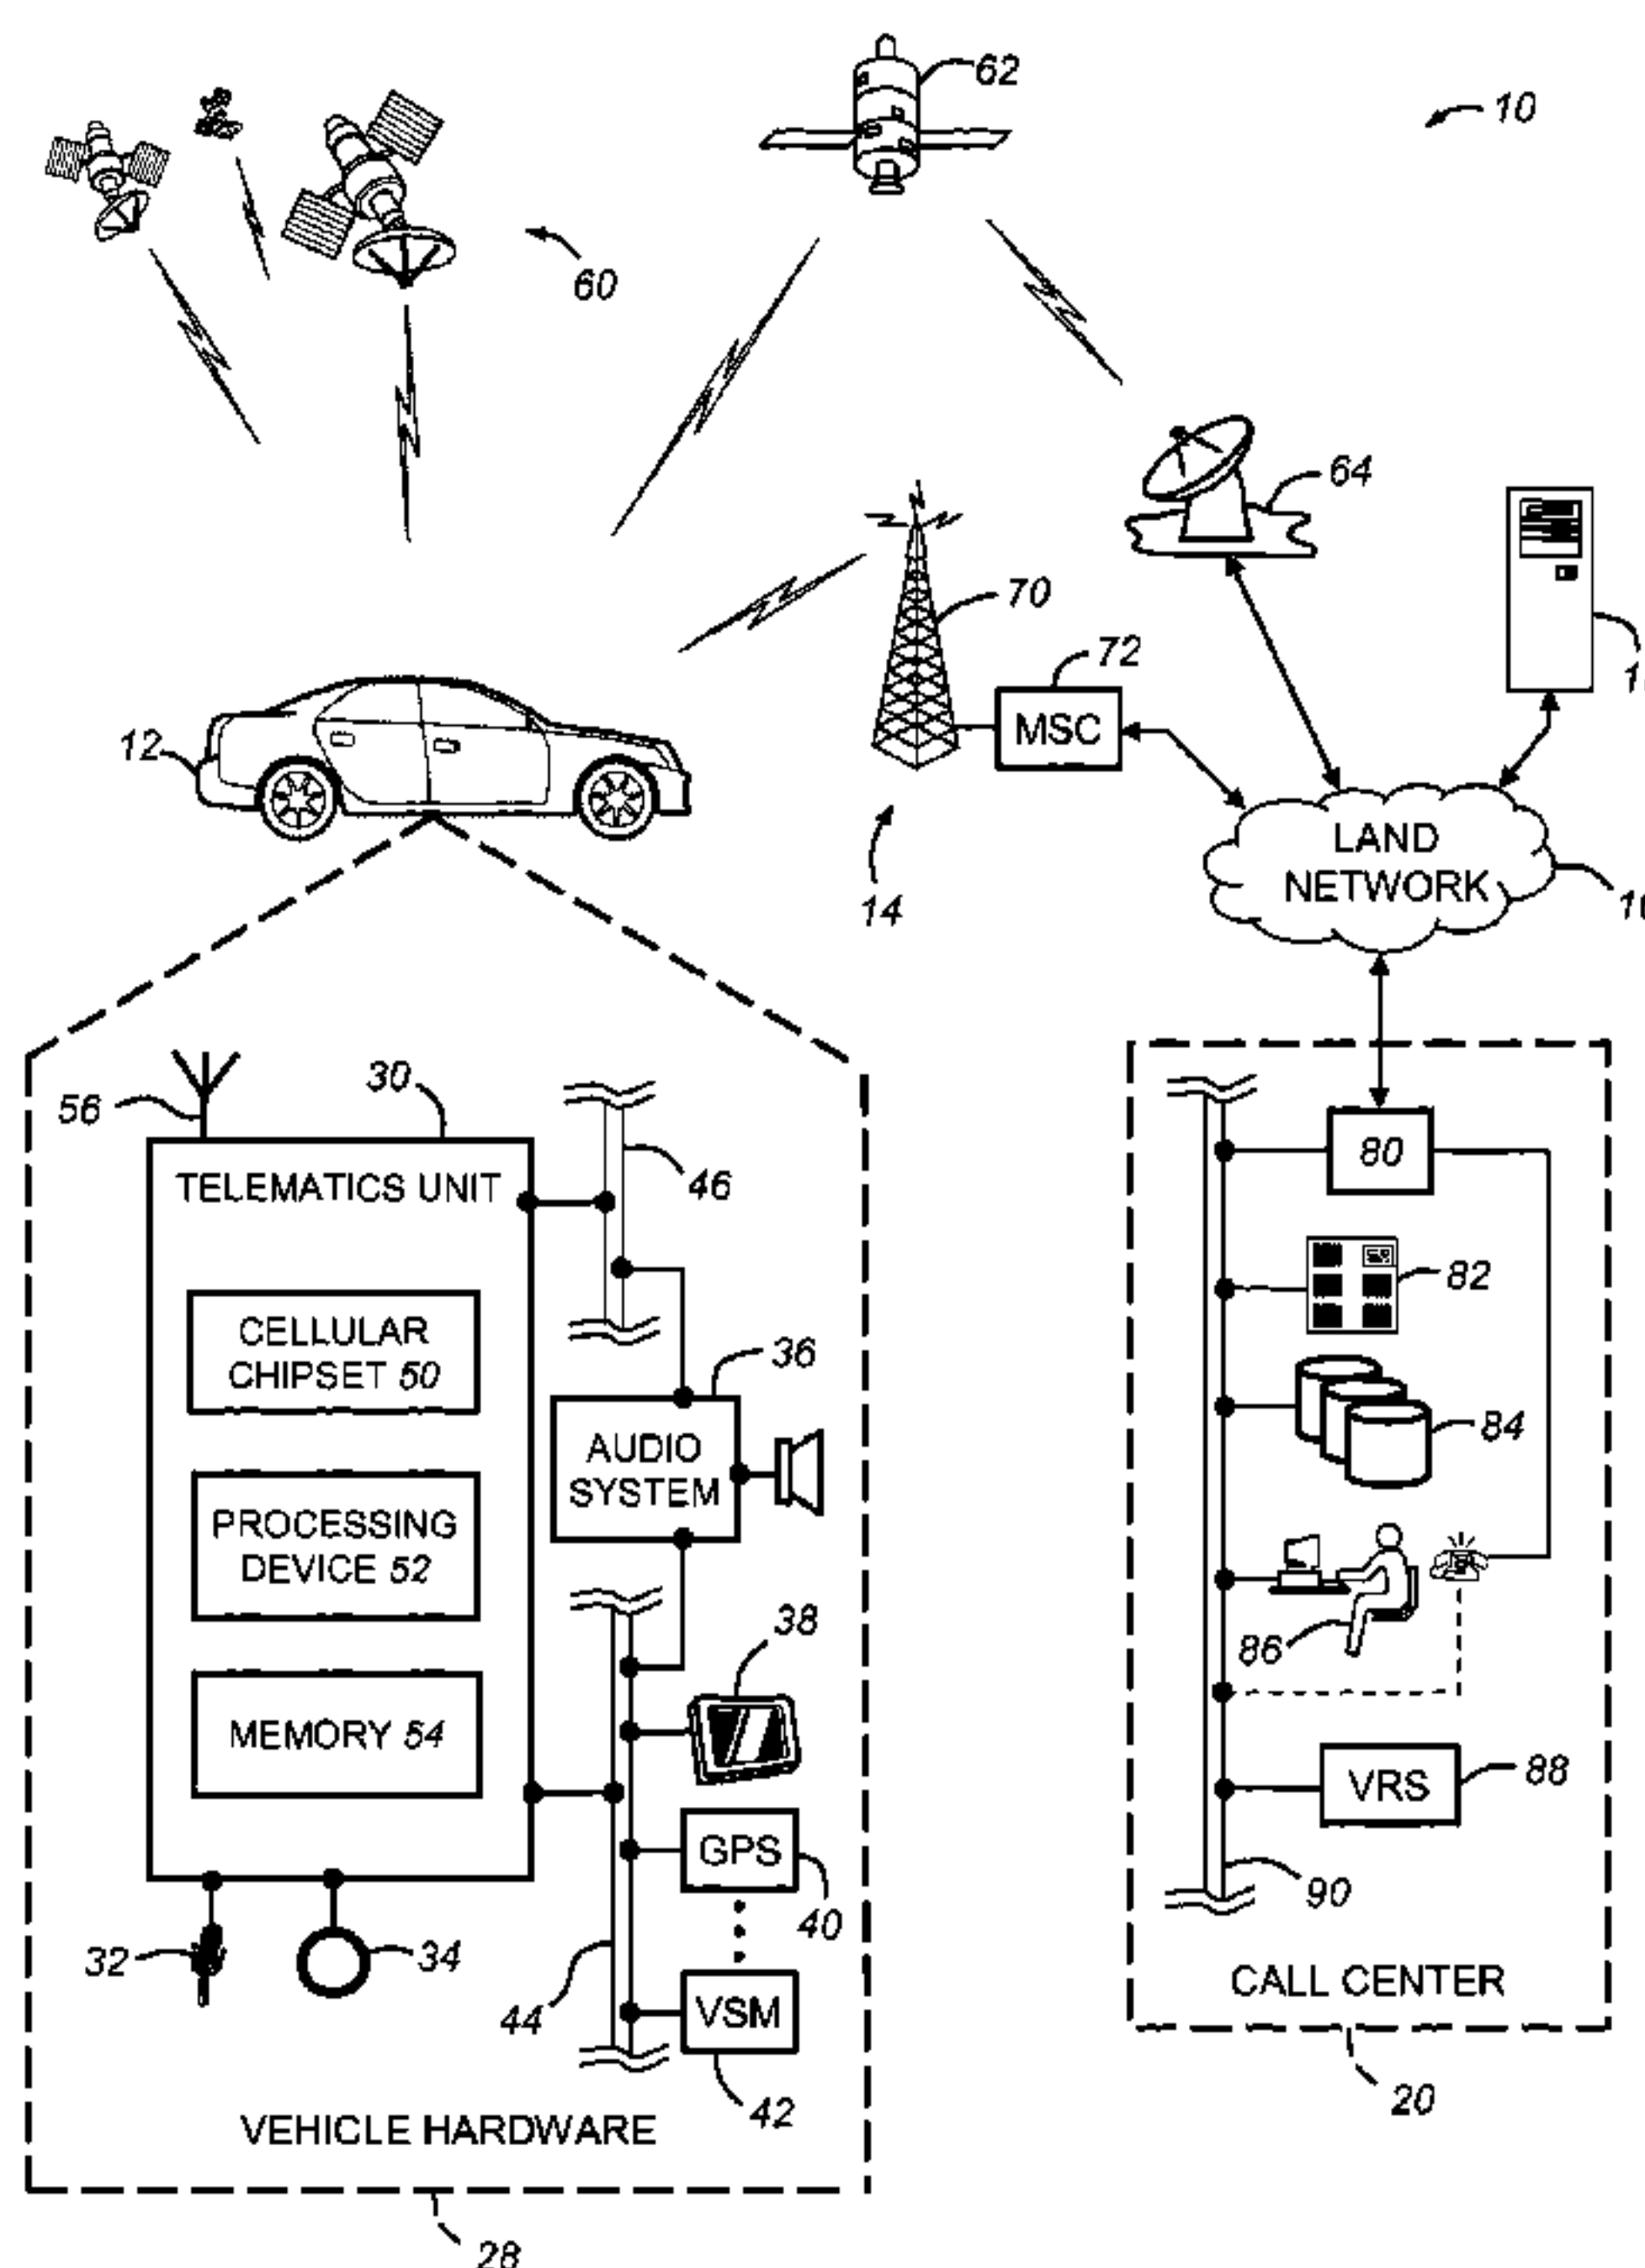 62
10
60
64
70
72
MSC
12
LAND
NETWORK
14
30
56
TELEMATICS UNIT
46
80
CELLULAR
CHIPSET 50
82
36
AUDIO
SYSTEM
84
PROCESSING
DEVICE 52
38
86
MEMORY 54
VRS
88
GPS
40
90
32
34
44
VSM
CALL CENTER
42
20
VEHICLE HARDWARE
28